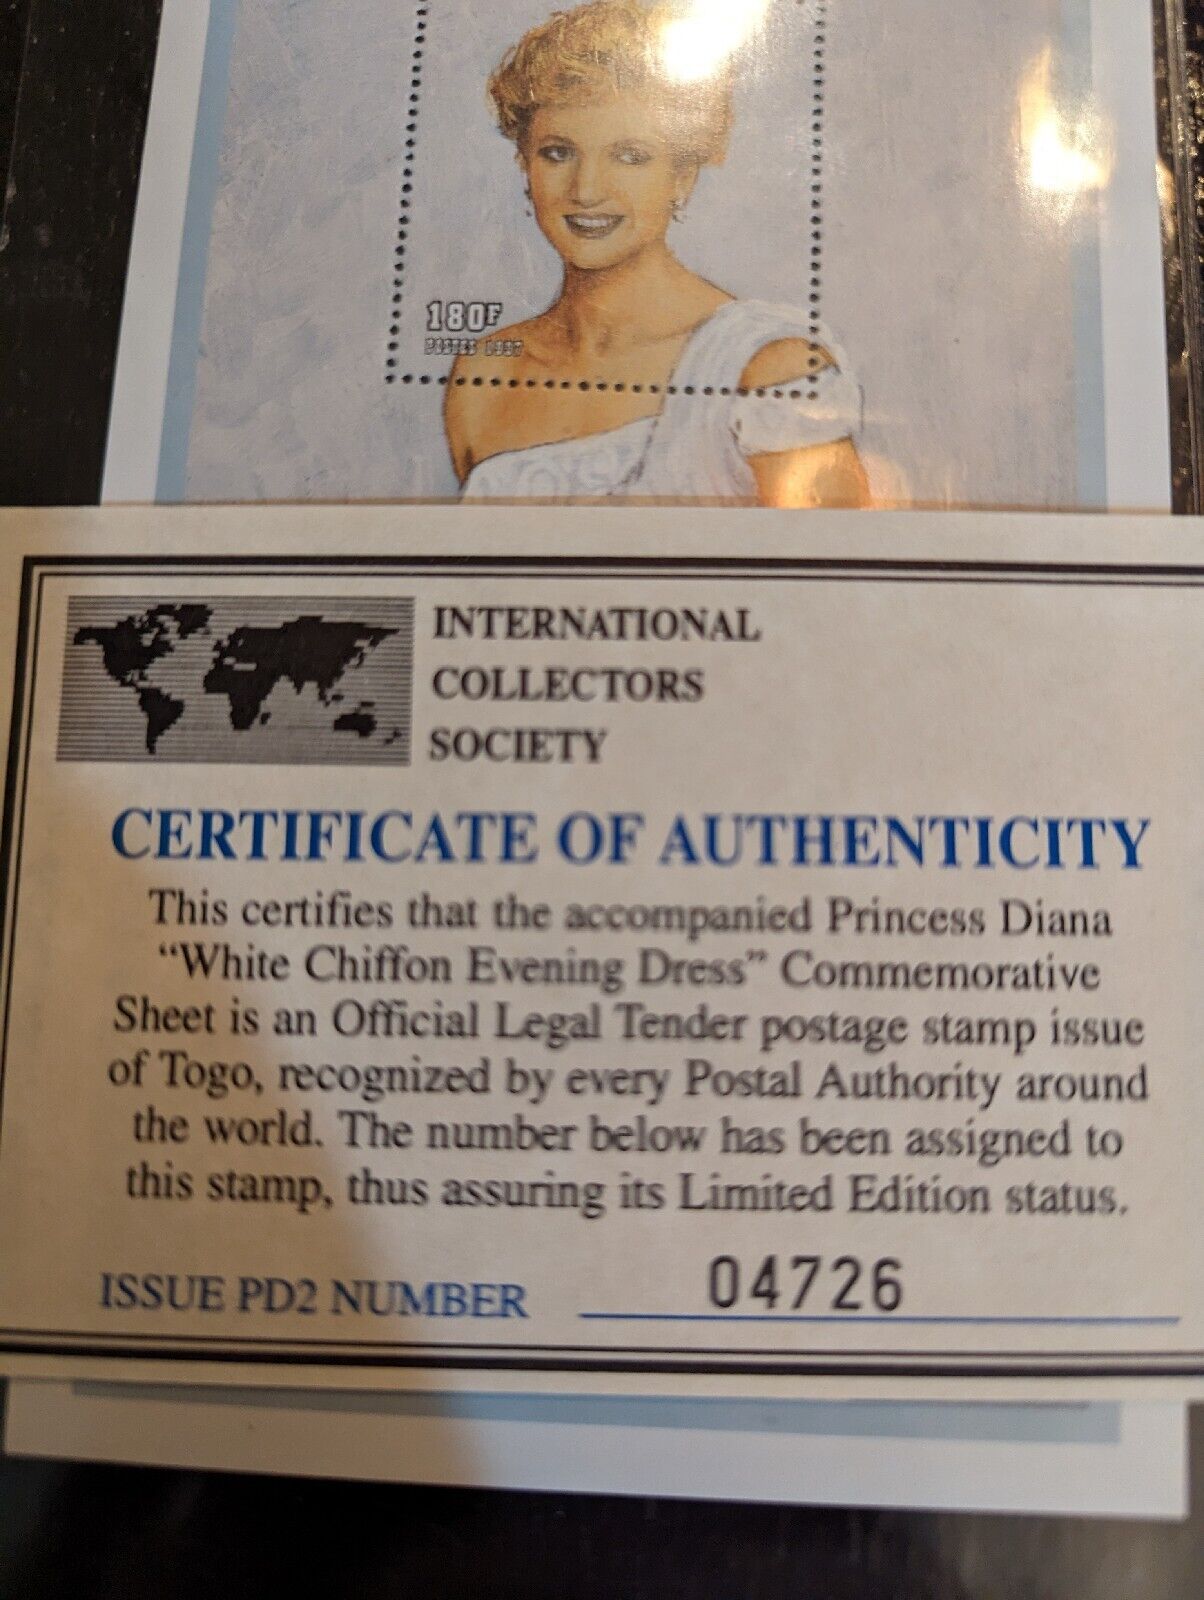 180F
POSTES 1997
INTERNATIONAL
COLLECTORS
SOCIETY
CERTIFICATE OF AUTHENTICITY
This certifies that the accompanied Princess Diana
“White Chiffon Evening Dress” Commemorative
Sheet is an Official Legal Tender postage stamp issue
of Togo, recognized by every Postal Authority around
the world. The number below has been assigned to
this stamp, thus assuring its Limited Edition status.
ISSUE PD2 NUMBER 04726